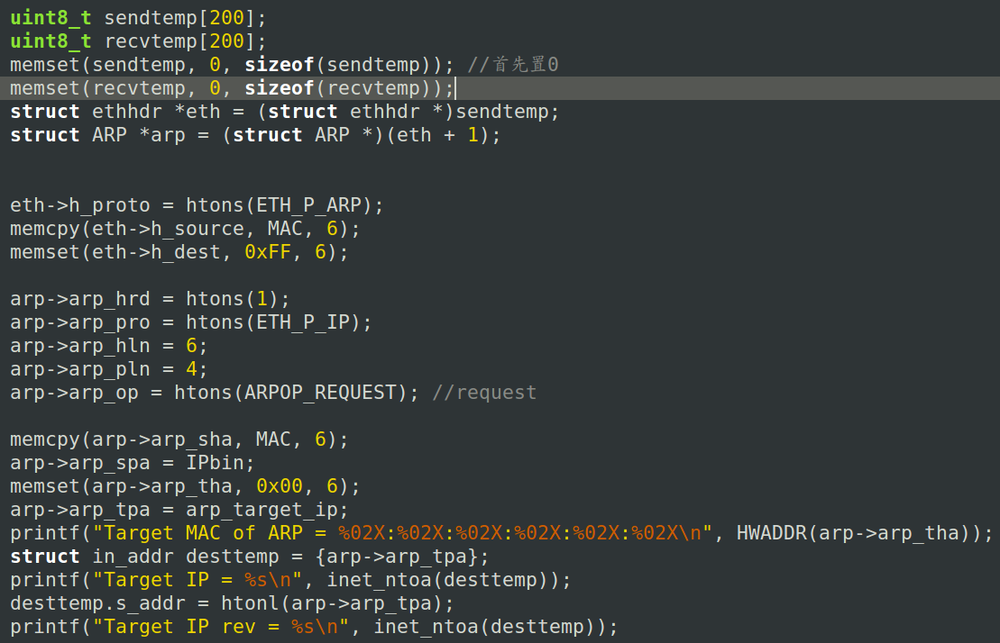 uint8_t sendtemp[200];
uint8_t recvtemp[200];
memset(sendtemp, 0, sizeof(sendtemp)); //首先置0
memset(recvtemp, 0, sizeof(recvtemp));
struct ethhdr *eth = (struct ethhdr *)sendtemp;
struct ARP *arp = (struct ARP *)(eth + 1);
eth->h_proto = htons(ETH_P_ARP);
memcpy(eth->h_source, MAC, 6);
memset(eth->h_dest, 0xFF, 6);
arp->arp_hrd = htons(1);
arp->arp_pro = htons(ETH_P_IP);
arp->arp_hln = 6;
arp->arp_pln = 4;
arp->arp_op = htons(ARPOP_REQUEST); //request
memcpy(arp->arp_sha, MAC, 6);
arp->arp_spa = IPbin;
memset(arp->arp_tha, 0x00, 6);
arp->arp_tpa = arp_target_ip;
printf("Target MAC of ARP = %02X:%02X:%02X:%02X:%02X:%02X\n", HWADDR(arp->arp_tha));
struct in_addr desttemp = {arp->arp_tpa};
printf("Target IP = %s\n", inet_ntoa(desttemp));
desttemp.s_addr = htonl(arp->arp_tpa);
printf("Target IP rev = %s\n", inet_ntoa(desttemp));